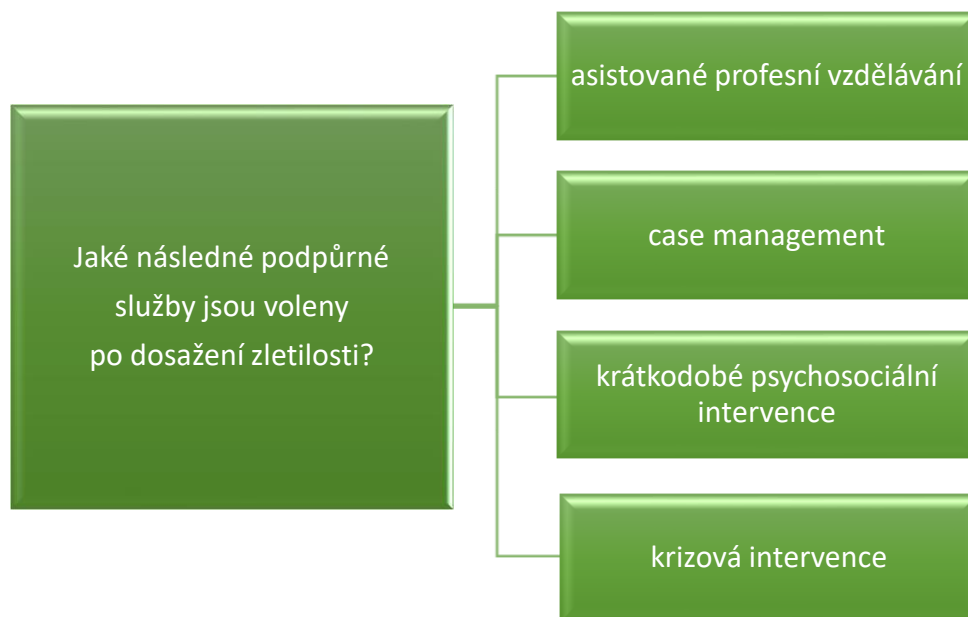 Jaké následné podpůrné
služby jsou voleny
po dosažení zletilosti?
asistované profesní vzdělávání
case management
krátkodobé psychosociální
intervence
krizová intervence